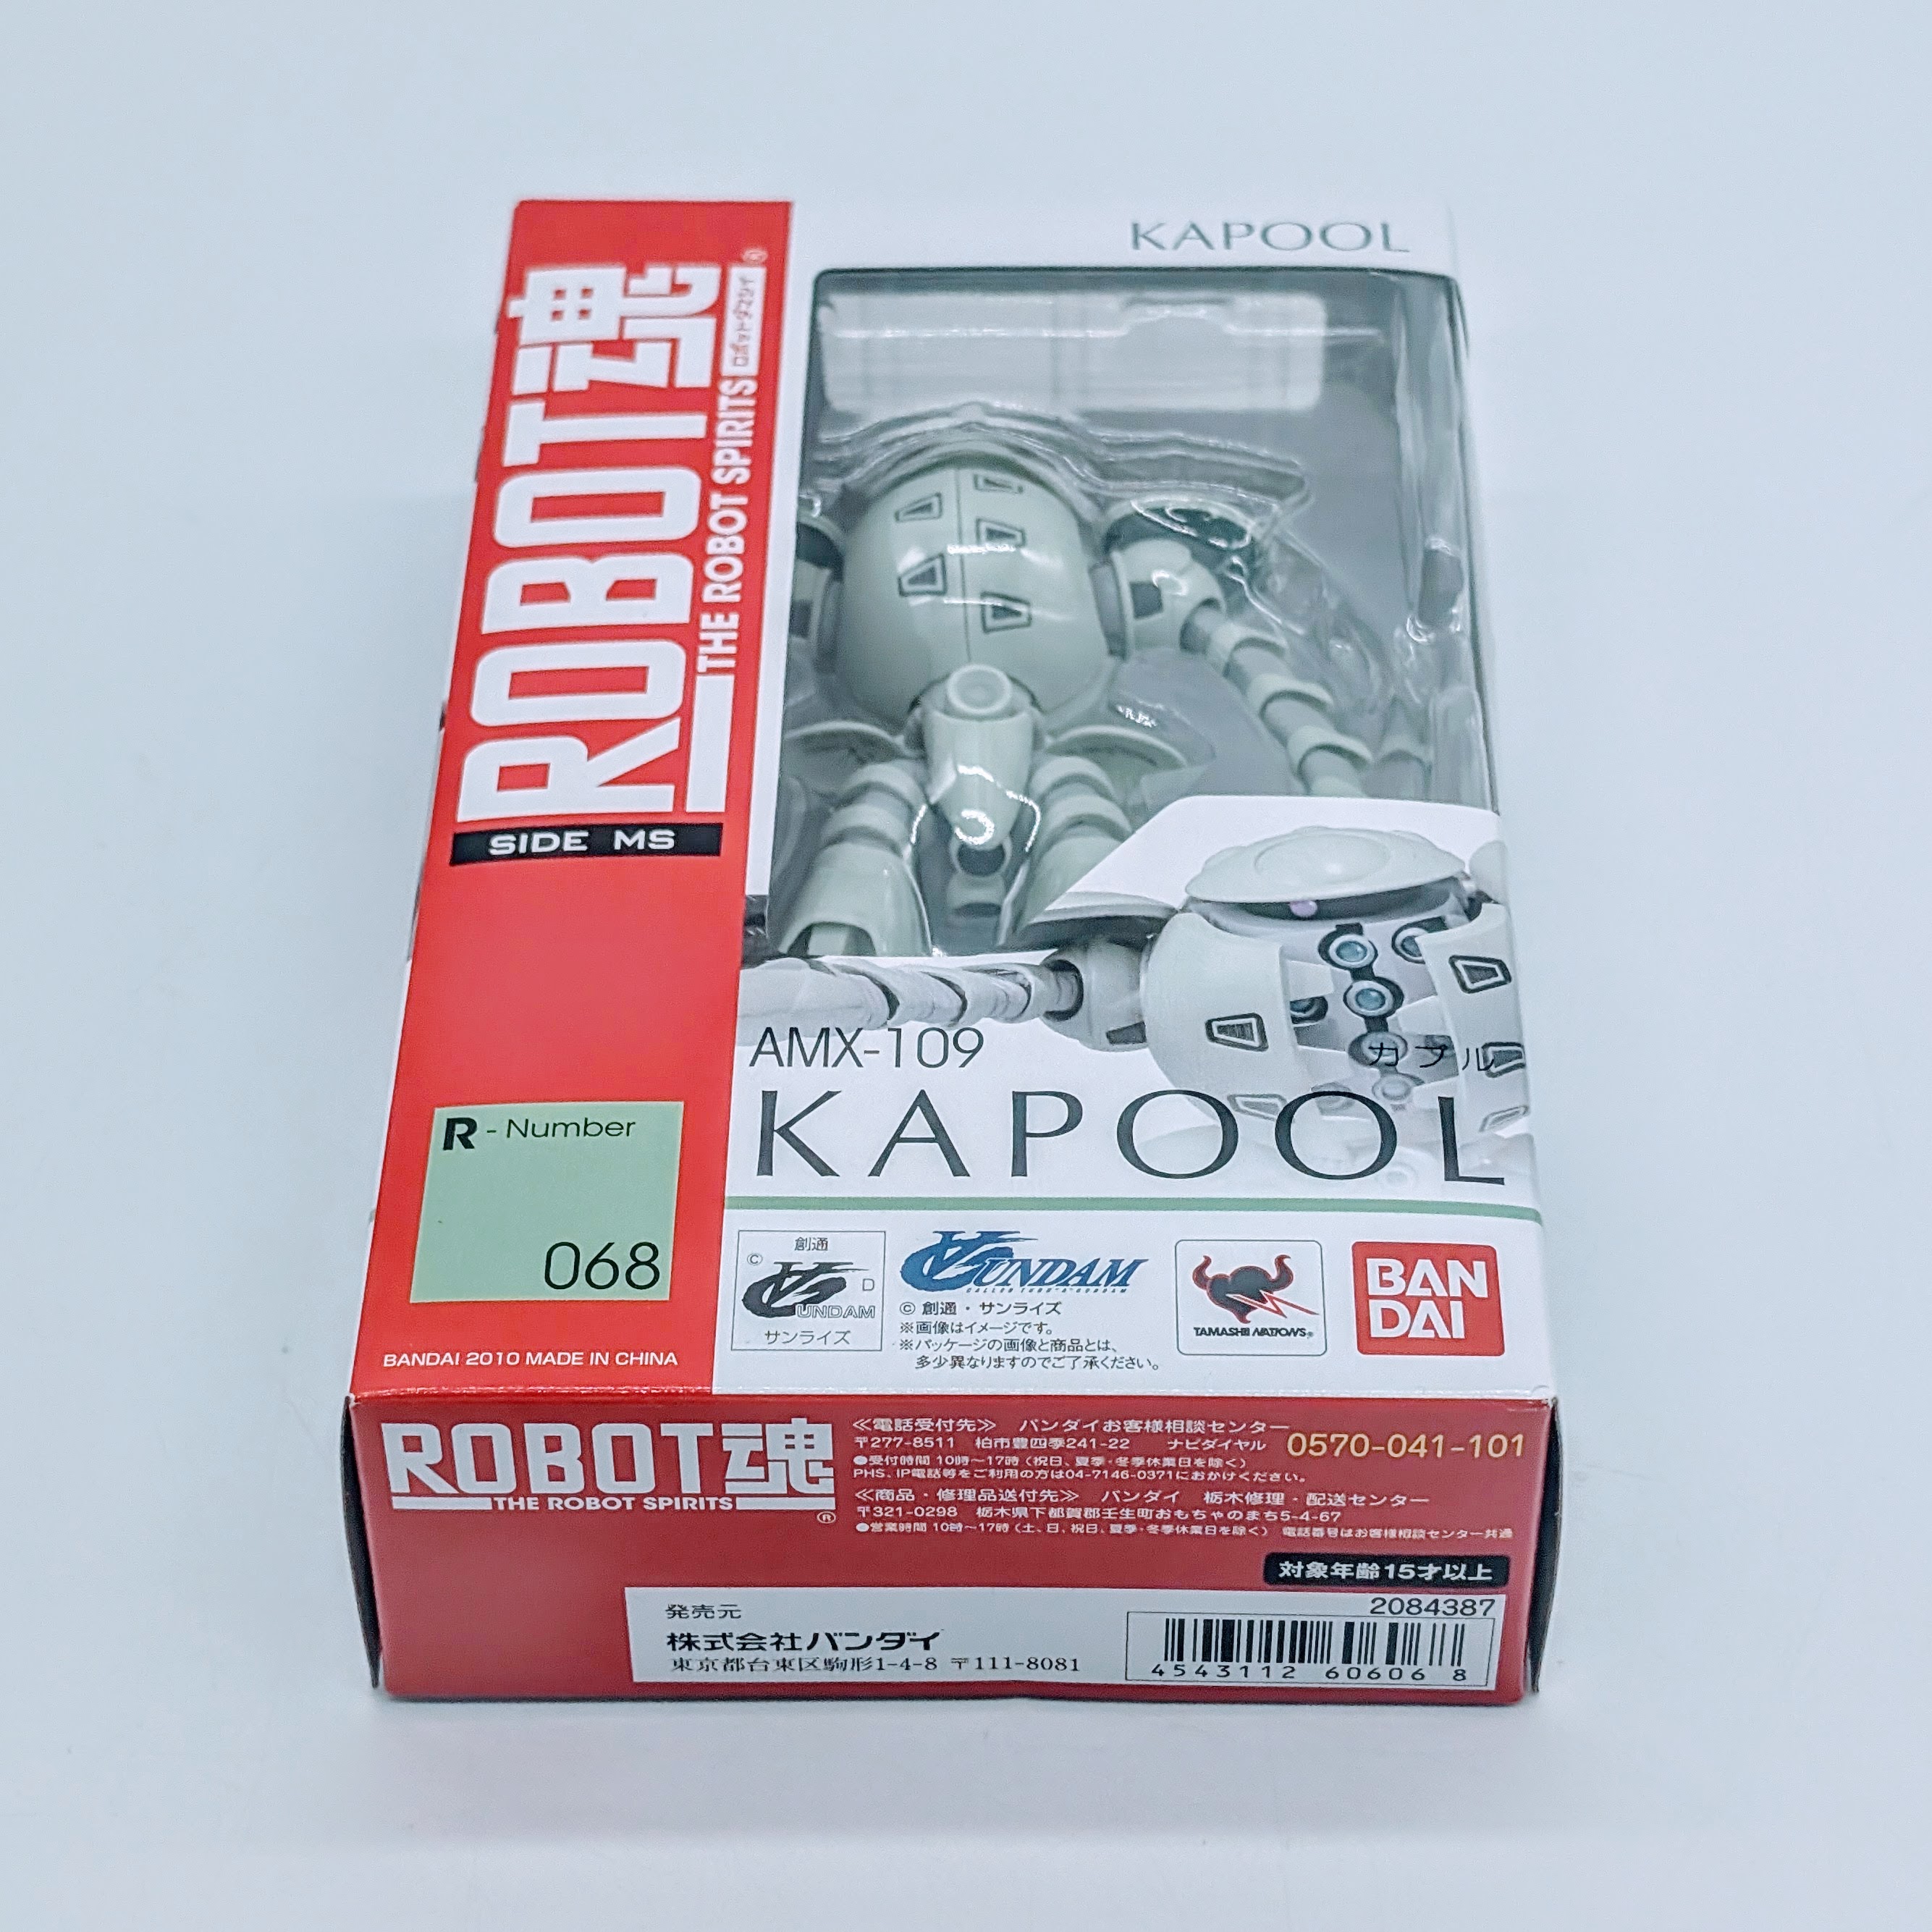 KAPOOL
ROBOT魂
THE ROBOT SPIRITS
ロボットダマシイ
®
SIDE MS
R - Number
068
BANDAI 2010 MADE IN CHINA
AMX-109
カプル
KAPOOL
創通
©
GUNDAM
D
サンライズ
GUNDAM
© 創通・サンライズ
※画像はイメージです。
※パッケージの画像と商品とは、
多少異なりますのでご了承ください。
TAMASHII NATIONS®
BAN
DAI
ROBOT魂
THE ROBOT SPIRITS
®
≪電話受付先≫ バンダイお客様相談センター
〒277-8511 柏市豊四季241-22 ナビダイヤル 0570-041-101
●受付時間 10時～17時（祝日、夏季・冬季休業日を除く）
PHS、IP電話等をご利用の方は04-7146-0371におかけください。
≪商品・修理品送付先≫ バンダイ 栃木修理・配送センター
〒321-0298 栃木県下都賀郡壬生町おもちゃのまち5-4-67
●営業時間 10時～17時（土、日、祝日、夏季・冬季休業日を除く） 電話番号はお客様相談センター共通
対象年齢15才以上
2084387
発売元
株式会社バンダイ
東京都台東区駒形1-4-8 〒111-8081
4543112 606068